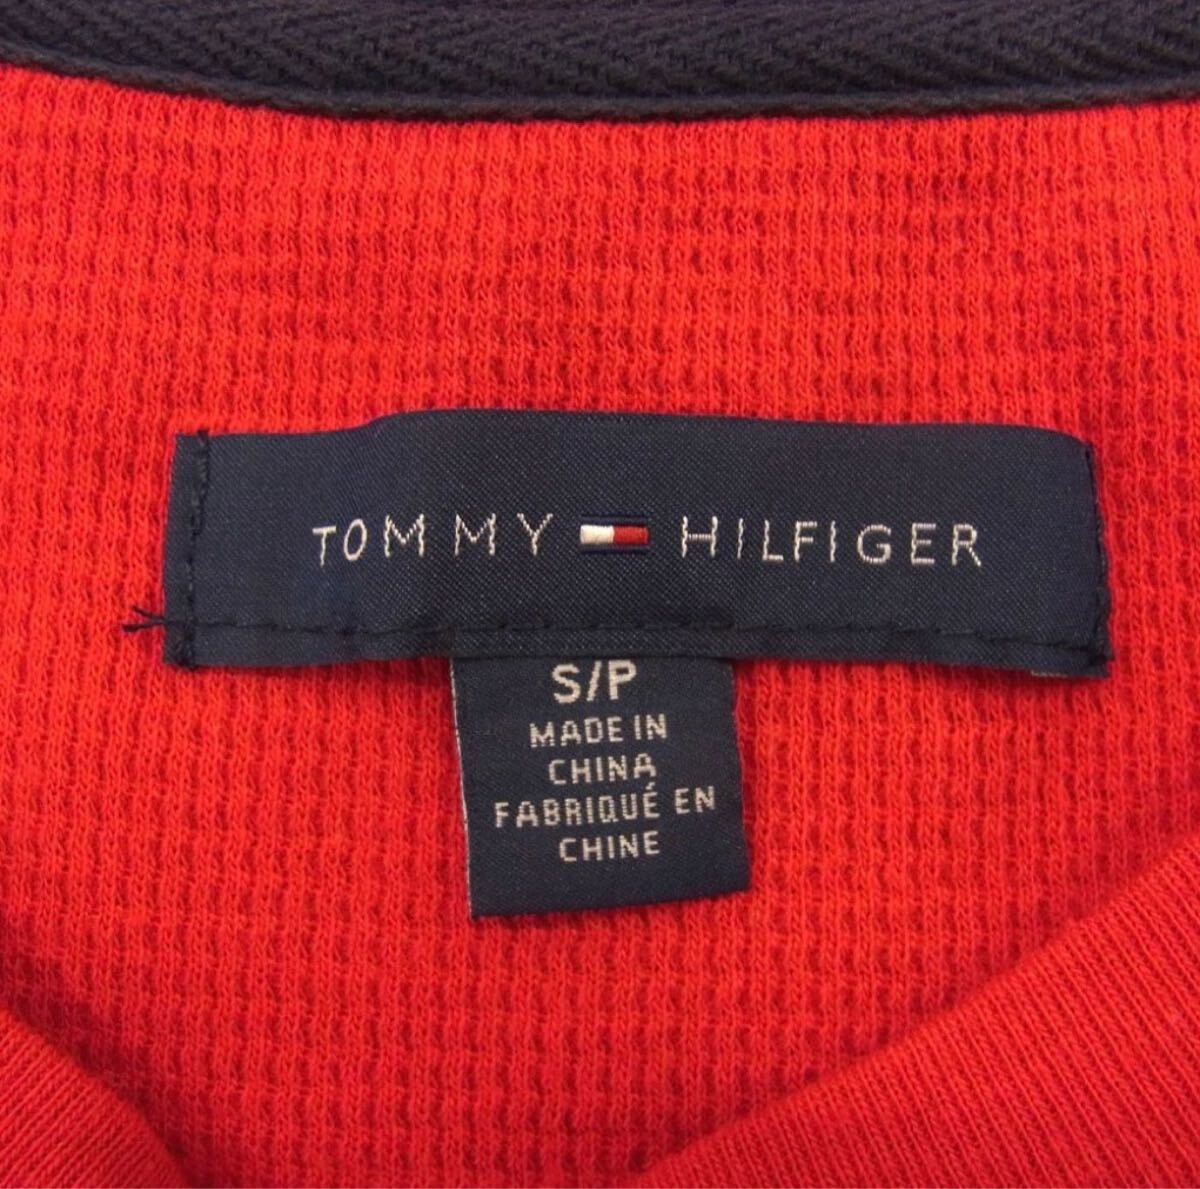 TOMMY HILFIGER
S/P
MADE IN
CHINA
FABRIQUÉ EN
CHINE